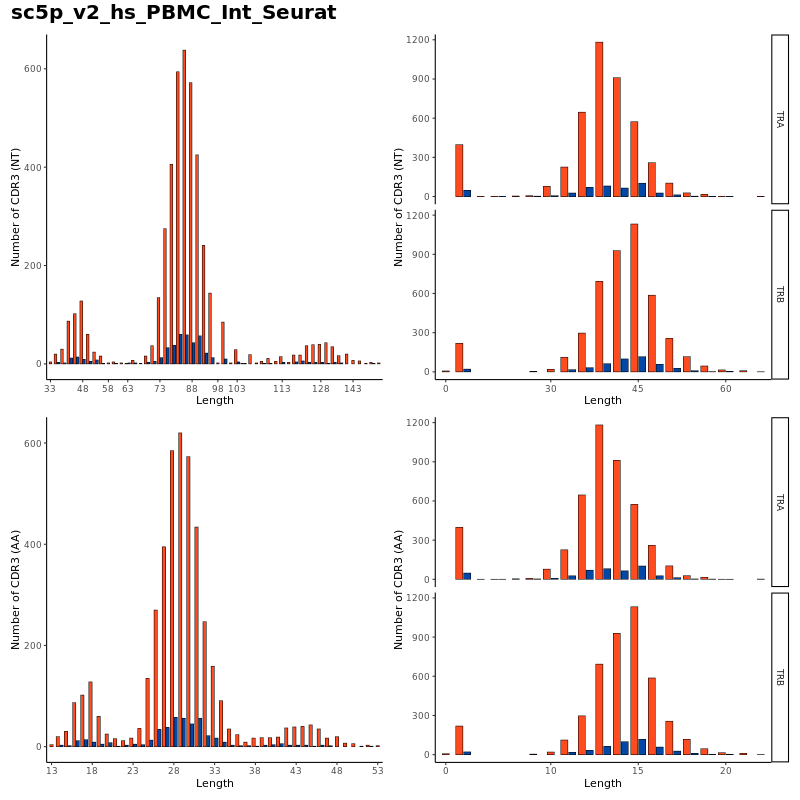 sc5p_v2_hs_PBMC_Int_Seurat
Number of CDR3 (NT)
600
400
200
0
33 48 58 63 73 88 98 103 113 128 143
Length
Number of CDR3 (NT)
1200
900
600
300
0
TRA
1200
900
600
300
0
TRB
0 30 45 60
Length
Number of CDR3 (AA)
600
400
200
0
13 18 23 28 33 38 43 48 53
Length
Number of CDR3 (AA)
1200
900
600
300
0
TRA
1200
900
600
300
0
TRB
0 10 15 20
Length